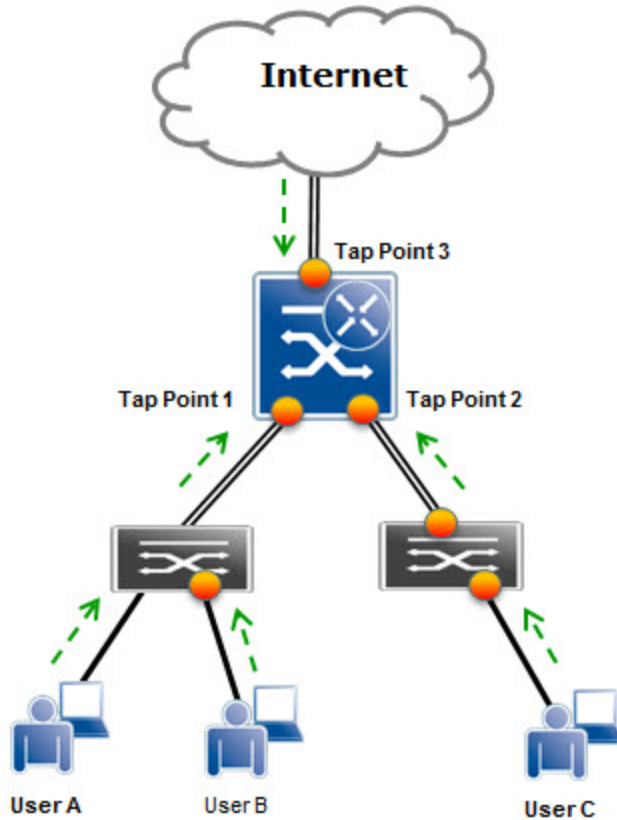 Internet
Tap Point 3
Tap Point 1
Tap Point 2
User A
User B
User C